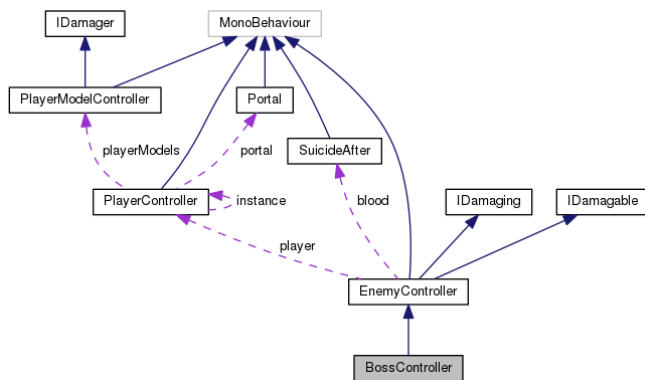 IDamager
MonoBehaviour
PlayerModelController
Portal
playerModels
portal
SuicideAfter
PlayerController
instance
blood
IDamaging
IDamagable
player
EnemyController
BossController